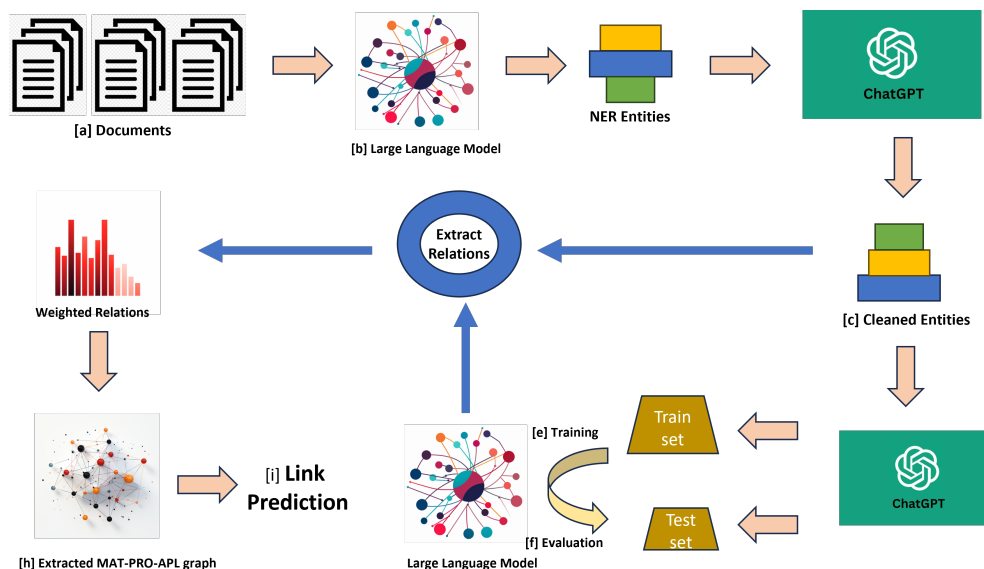 ChatGPT
[a] Documents
NER Entities
[b] Large Language Model
Extract
Relations
Weighted Relations
[c] Cleaned Entities
[e] Training
Train
set
[i] Link
Prediction
ChatGPT
Test
set
[f] Evaluation
[h] Extracted MAT-PRO-APL graph
Large Language Model